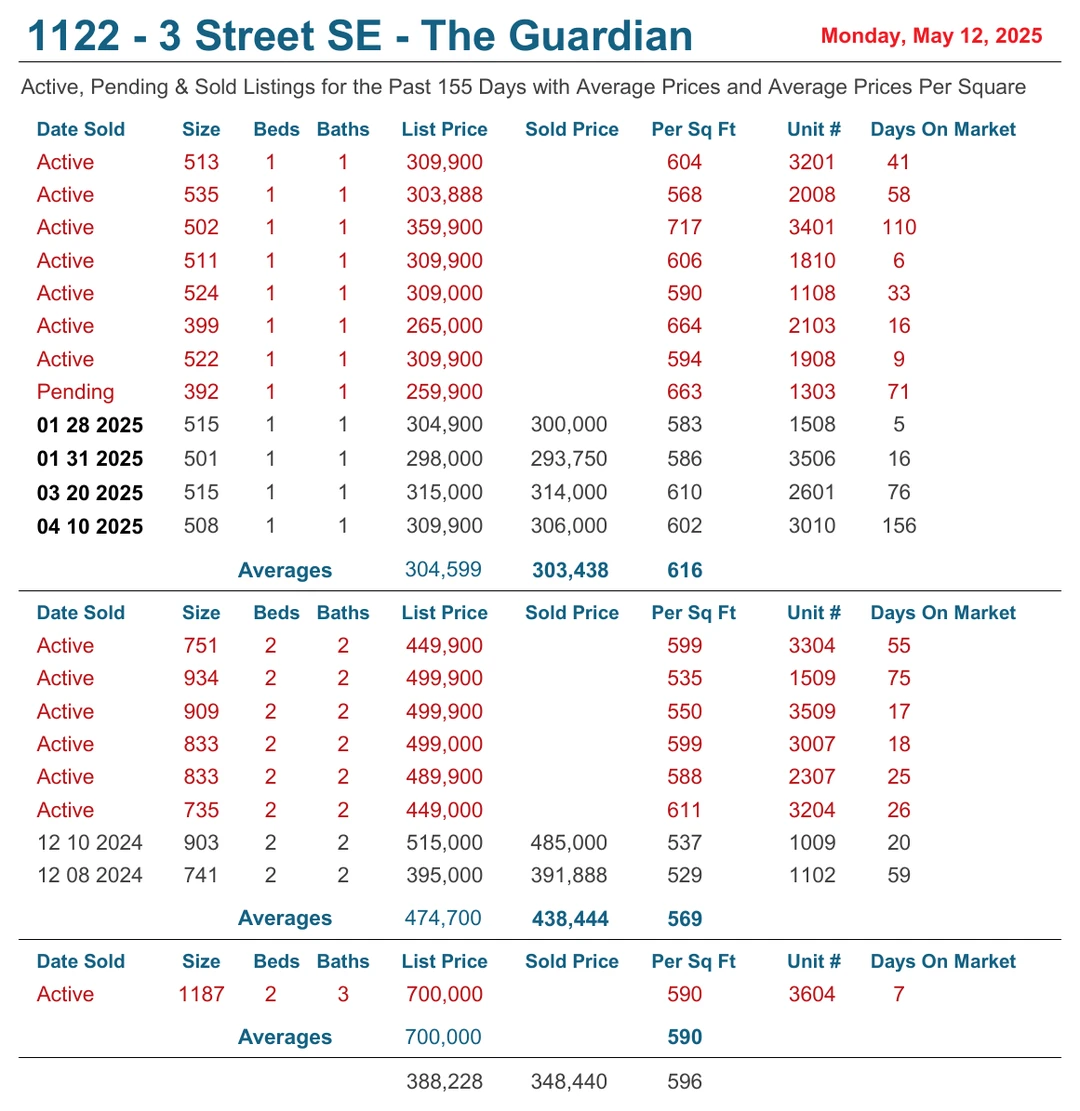 1122 - 3 Street SE - The Guardian Monday, May 12, 2025
Active, Pending & Sold Listings for the Past 155 Days with Average Prices and Average Prices Per Square
Date Sold Size Beds Baths List Price Sold Price Per Sq Ft Unit # Days On Market
Active 513 1 1 309,900 604 3201 41
Active 535 1 1 303,888 568 2008 58
Active 502 1 1 359,900 717 3401 110
Active 511 1 1 309,900 606 1810 6
Active 524 1 1 309,000 590 1108 33
Active 399 1 1 265,000 664 2103 16
Active 522 1 1 309,900 594 1908 9
Pending 392 1 1 259,900 663 1303 71
01 28 2025 515 1 1 304,900 300,000 583 1508 5
01 31 2025 501 1 1 298,000 293,750 586 3506 16
03 20 2025 515 1 1 315,000 314,000 610 2601 76
04 10 2025 508 1 1 309,900 306,000 602 3010 156
Averages 304,599 303,438 616
Date Sold Size Beds Baths List Price Sold Price Per Sq Ft Unit # Days On Market
Active 751 2 2 449,900 599 3304 55
Active 934 2 2 499,900 535 1509 75
Active 909 2 2 499,900 550 3509 17
Active 833 2 2 499,000 599 3007 18
Active 833 2 2 489,900 588 2307 25
Active 735 2 2 449,000 611 3204 26
12 10 2024 903 2 2 515,000 485,000 537 1009 20
12 08 2024 741 2 2 395,000 391,888 529 1102 59
Averages 474,700 438,444 569
Date Sold Size Beds Baths List Price Sold Price Per Sq Ft Unit # Days On Market
Active 1187 2 3 700,000 590 3604 7
Averages 700,000 590
388,228 348,440 596